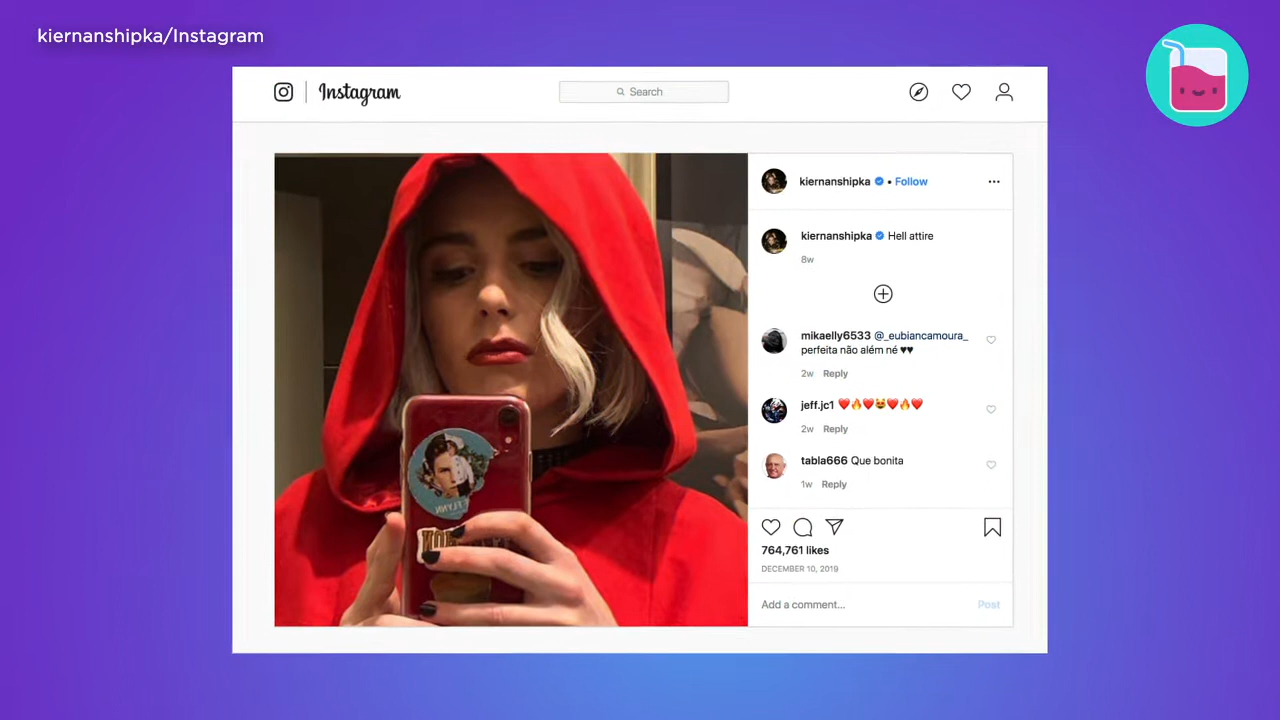 kiernanshipka/Instagram
Instagram
Search
kiernanshipka • Follow
kiernanshipka Hell attire
8w
mikaelly6533 @_eubiancamoura_
perfeita não além né ♥♥
2w Reply
jeff.jc1 ❤️🔥❤️😻❤️🔥❤️
2w Reply
tabla666 Que bonita
1w Reply
764,761 likes
DECEMBER 10, 2019
Add a comment...
Post